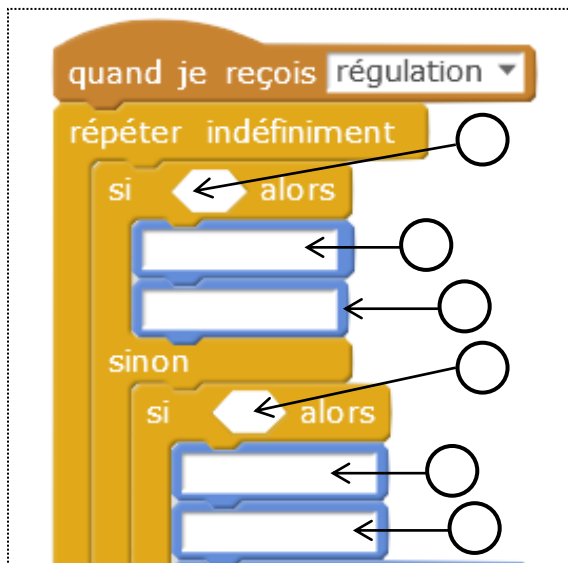 quand je reçois régulation
répéter indéfiniment
si alors
sinon
si alors